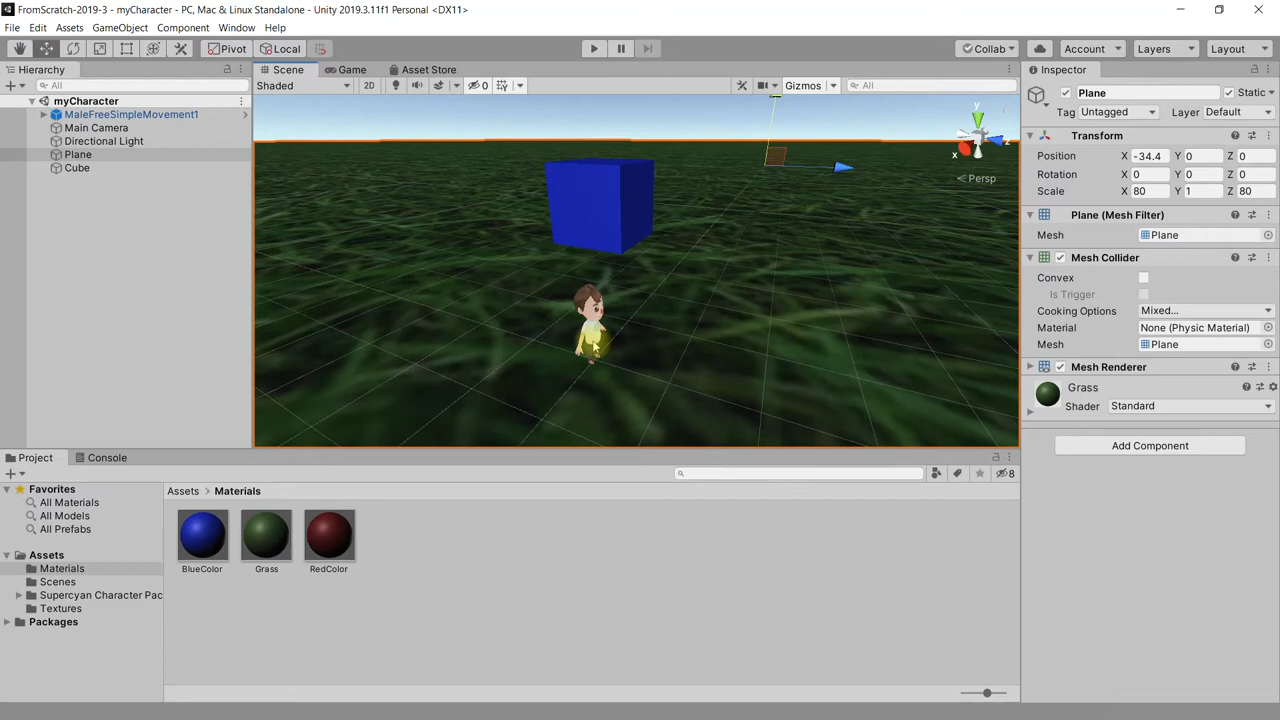 FromScratch-2019-3 - myCharacter - PC, Mac & Linux Standalone - Unity 2019.3.11f1 Personal <DX11>
File Edit Assets GameObject Component Window Help
Pivot Local Collab Account Layers Layout
Hierarchy
All
myCharacter
MaleFreeSimpleMovement1
Main Camera
Directional Light
Plane
Cube
Scene Game Asset Store
Shaded 2D 0 Gizmos All
y
x
z
Persp
Inspector
Plane Static
Tag Untagged Layer Default
Transform
Position X -34.4 Y 0 Z 0
Rotation X 0 Y 0 Z 0
Scale X 80 Y 1 Z 80
Plane (Mesh Filter)
Mesh Plane
Mesh Collider
Convex
Is Trigger
Cooking Options Mixed...
Material None (Physic Material)
Mesh Plane
Mesh Renderer
Grass
Shader Standard
Add Component
Project Console
8
Favorites
All Materials
All Models
All Prefabs
Assets
Materials
Scenes
Supercyan Character Pac
Textures
Packages
Assets > Materials
BlueColor Grass RedColor